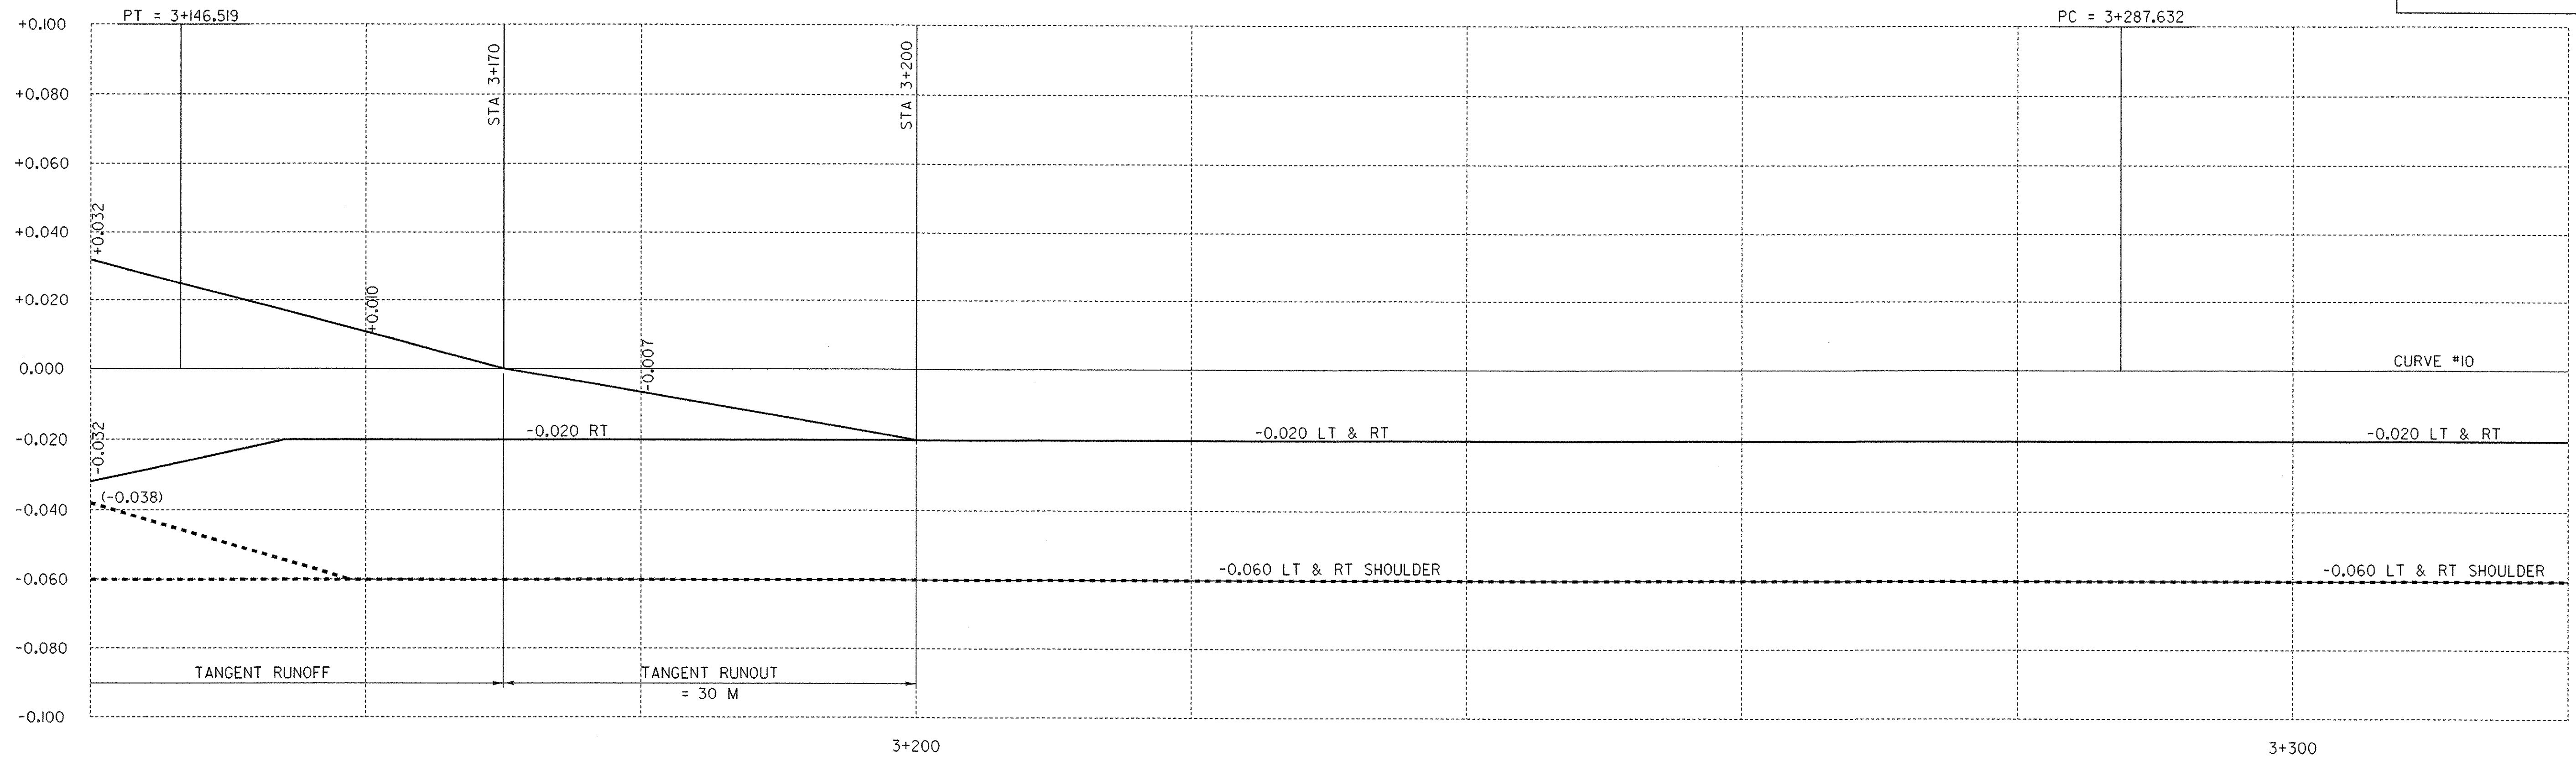 PT = 3+146.519
PC = 3+287.632
+0.100
STA 3+170
STA 3+200
+0.080
+0.060
+0.040
+0.032
+0.020
+0.010
0.000
-0.007
CURVE #10
-0.020
-0.032
-0.020 RT
-0.020 LT & RT
-0.020 LT & RT
(-0.038)
-0.040
-0.060
-0.060 LT & RT SHOULDER
-0.060 LT & RT SHOULDER
-0.080
TANGENT RUNOFF
TANGENT RUNOUT
= 30 M
-0.100
3+200
3+300